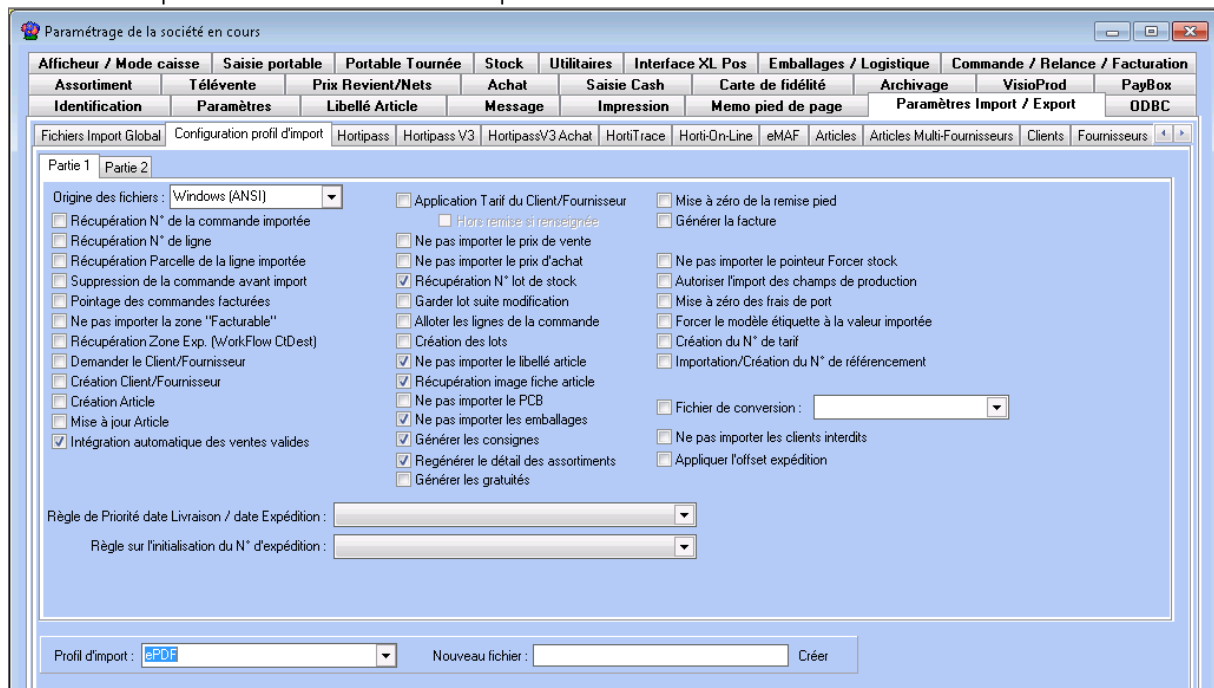 Paramétrage de la société en cours
Afficheur / Mode caisse Saisie portable Portable Tournée Stock Utilitaires Interface XL Pos Emballages / Logistique Commande / Relance / Facturation
Assortiment Télévente Prix Revient/Nets Achat Saisie Cash Carte de fidélité Archivage VisioProd PayBox
Identification Paramètres Libellé Article Message Impression Memo pied de page Paramètres Import / Export ODBC
Fichiers Import Global Configuration profil d'import Hortipass Hortipass V3 HortipassV3 Achat HortiTrace Horti-On-Line eMAF Articles Articles Multi-Fournisseurs Clients Fournisseurs
Partie 1 Partie 2
Origine des fichiers : Windows (ANSI)
Récupération N° de la commande importée
Récupération N° de ligne
Récupération Parcelle de la ligne importée
Suppression de la commande avant import
Pointage des commandes facturées
Ne pas importer la zone "Facturable"
Récupération Zone Exp. (WorkFlow CtDest)
Demander le Client/Fournisseur
Création Client/Fournisseur
Création Article
Mise à jour Article
Intégration automatique des ventes valides
Application Tarif du Client/Fournisseur
Hors remise si renseignée
Ne pas importer le prix de vente
Ne pas importer le prix d'achat
Récupération N° lot de stock
Garder lot suite modification
Alloter les lignes de la commande
Création des lots
Ne pas importer le libellé article
Récupération image fiche article
Ne pas importer le PCB
Ne pas importer les emballages
Générer les consignes
Regénérer le détail des assortiments
Générer les gratuités
Mise à zéro de la remise pied
Générer la facture
Ne pas importer le pointeur Forcer stock
Autoriser l'import des champs de production
Mise à zéro des frais de port
Forcer le modèle étiquette à la valeur importée
Création du N° de tarif
Importation/Création du N° de référencement
Fichier de conversion :
Ne pas importer les clients interdits
Appliquer l'offset expédition
Règle de Priorité date Livraison / date Expédition :
Règle sur l'initialisation du N° d'expédition :
Profil d'import : ePDF Nouveau fichier : Créer